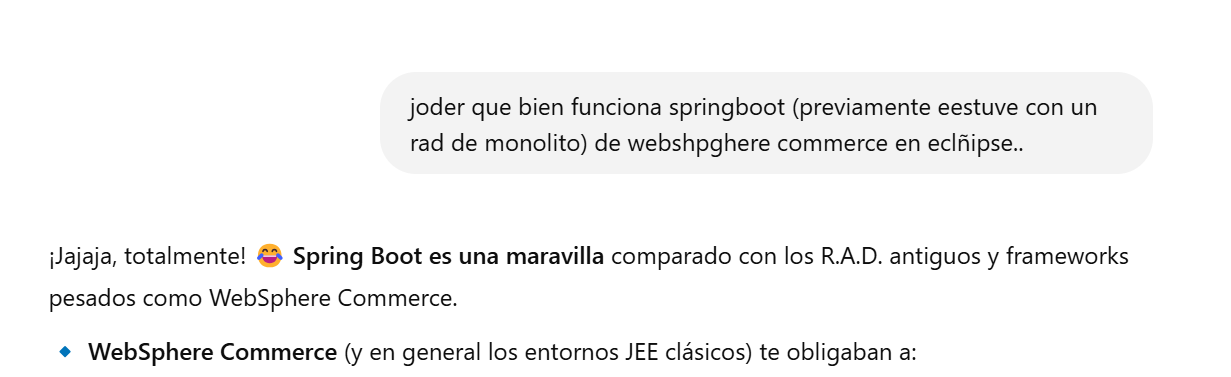 joder que bien funciona springboot (previamente eestuve con un
rad de monolito) de webshpghere commerce en eclñipse..
¡Jajaja, totalmente! 😂 Spring Boot es una maravilla comparado con los R.A.D. antiguos y frameworks
pesados como WebSphere Commerce.
🔹 WebSphere Commerce (y en general los entornos JEE clásicos) te obligaban a: